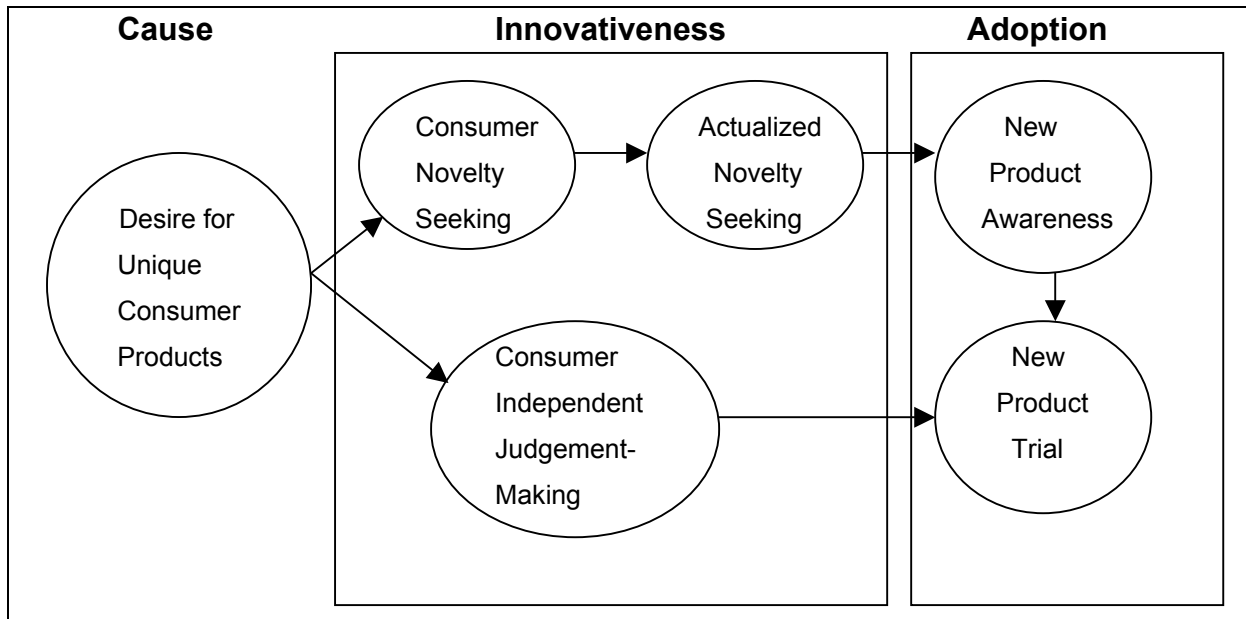 Cause
Innovativeness
Adoption
Desire for
Unique
Consumer
Products
Consumer
Novelty
Seeking
Actualized
Novelty
Seeking
Consumer
Independent
Judgement-
Making
New
Product
Awareness
New
Product
Trial